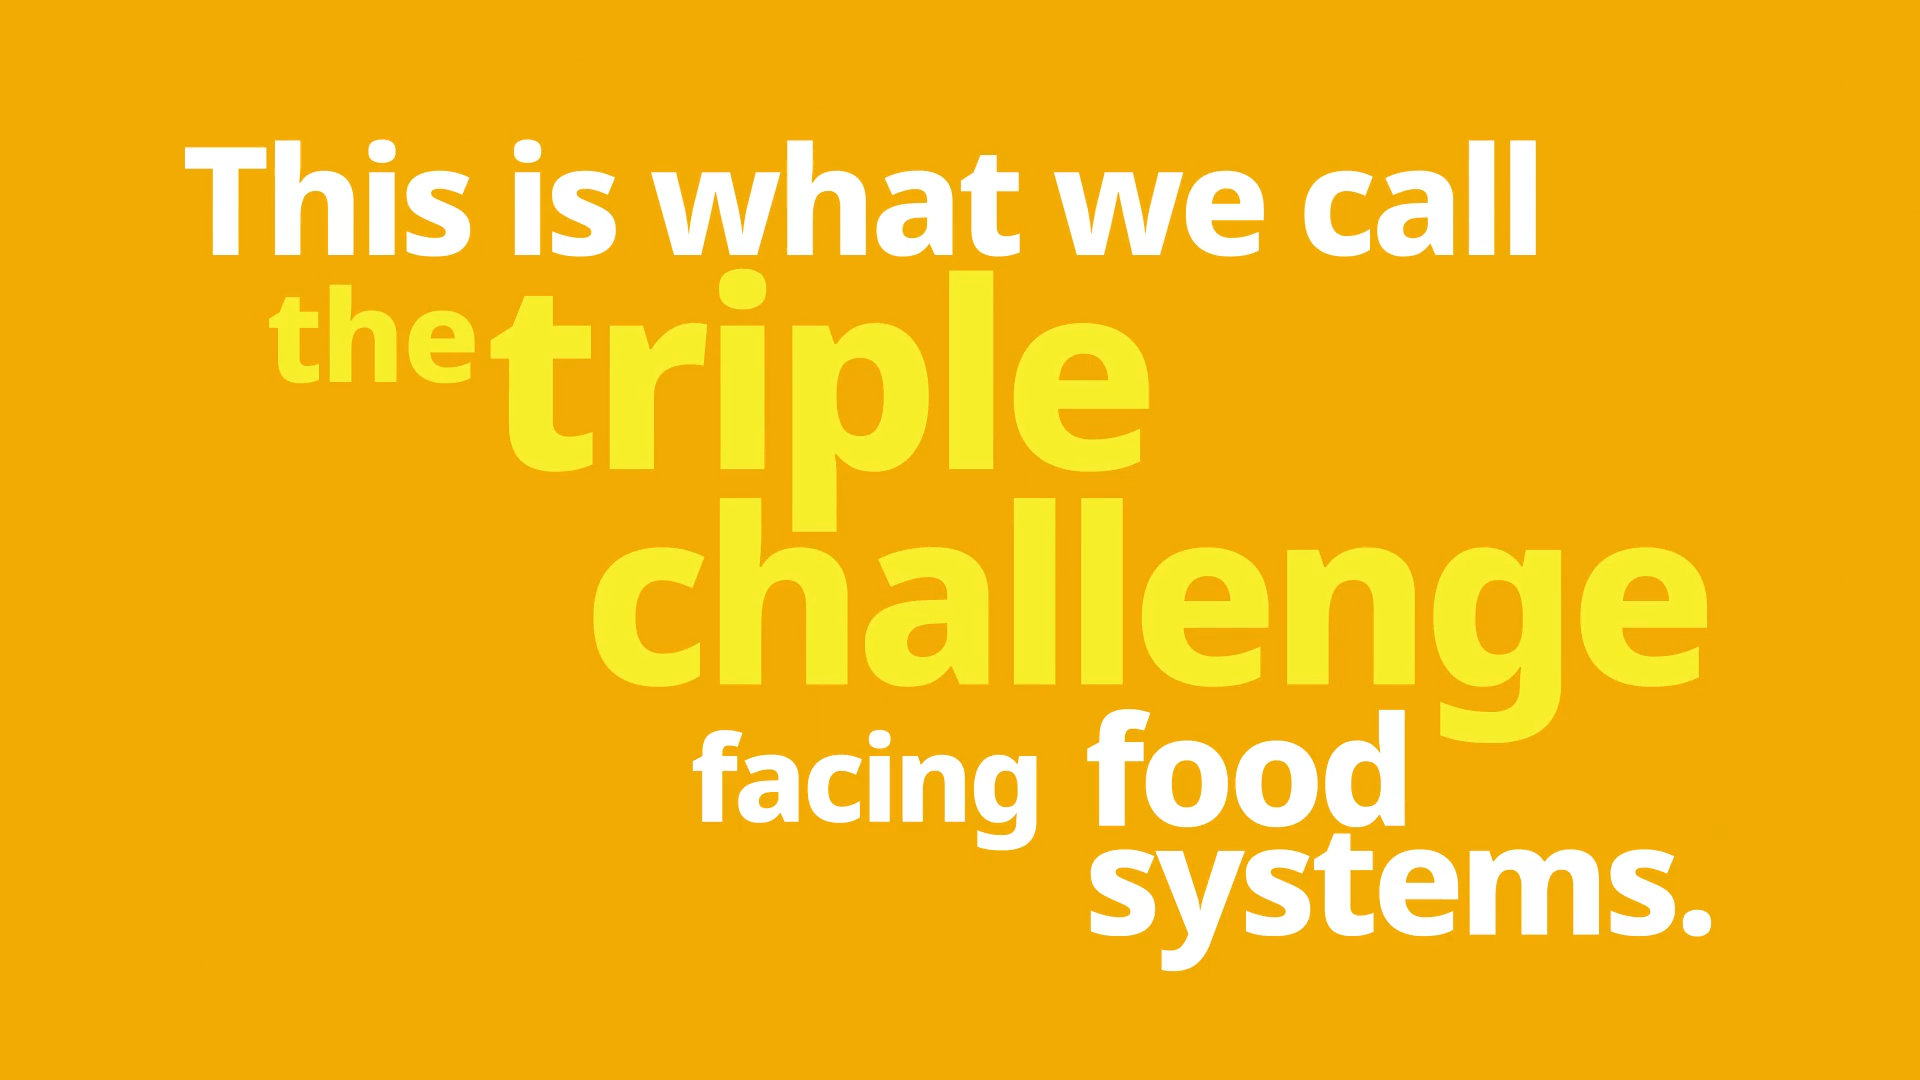 This is what we call
the triple
challenge
facing food
systems.